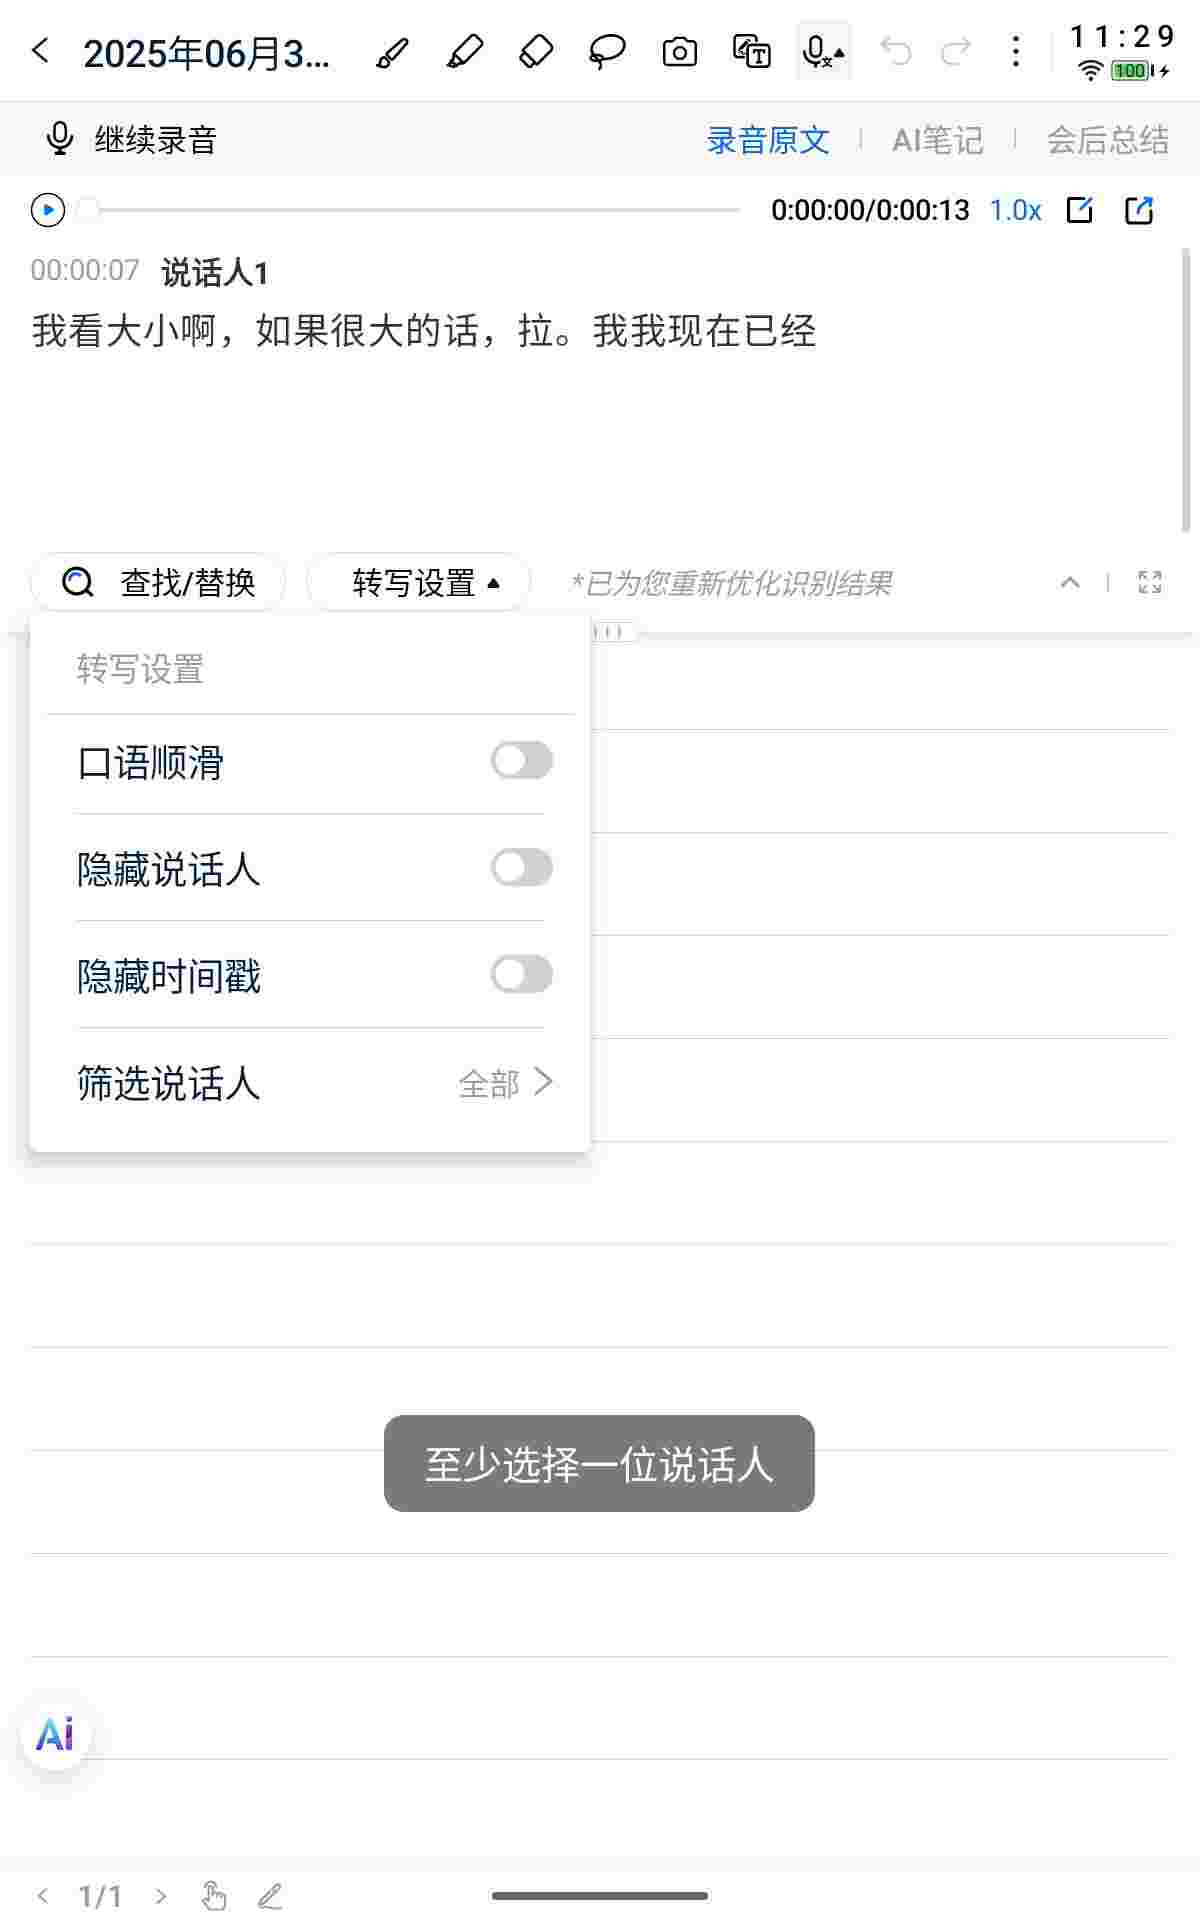 2025年06月3...
11:29
100
继续录音
录音原文
AI笔记
会后总结
0:00:00/0:00:13
1.0x
00:00:07 说话人1
我看大小啊，如果很大的话，拉。我我现在已经
查找/替换
转写设置
*已为您重新优化识别结果
转写设置
口语顺滑
隐藏说话人
隐藏时间戳
筛选说话人
全部
至少选择一位说话人
Ai
1/1